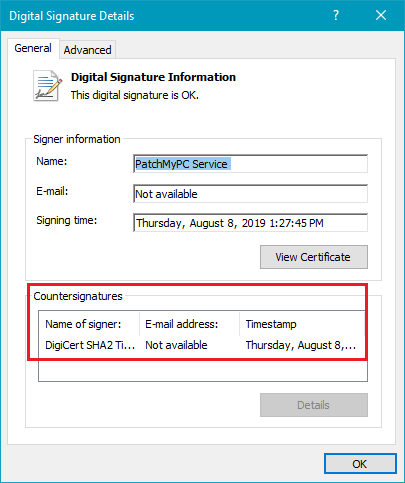 Digital Signature Details
General Advanced
Digital Signature Information
This digital signature is OK.
Signer information
Name: PatchMyPC Service
E-mail: Not available
Signing time: Thursday, August 8, 2019 1:27:45 PM
View Certificate
Countersignatures
Name of signer: E-mail address: Timestamp
DigiCert SHA2 Ti... Not available Thursday, August 8,...
Details
OK